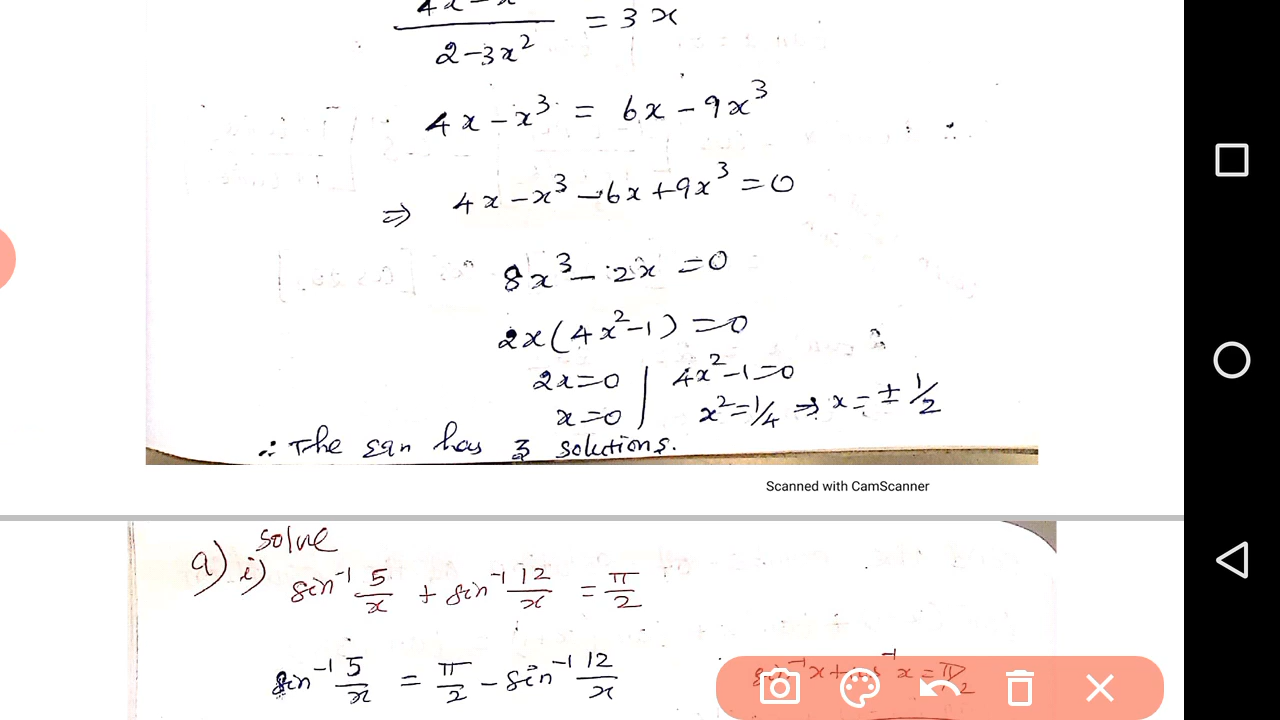 = 3x
2-3x²
4x - x³ = 6x - 9x³
⇒ 4x - x³ - 6x + 9x³ = 0
8x³ - 2x = 0
2x(4x²-1) = 0
2x=0 | 4x²-1=0
x=0 | x²=1/4 ⇒ x = ± 1/2
∴ The eqn has 3 solutions.
Scanned with CamScanner
9) i) solve
sin⁻¹ 5/x + sin⁻¹ 12/x = π/2
sin⁻¹ 5/x = π/2 - sin⁻¹ 12/x